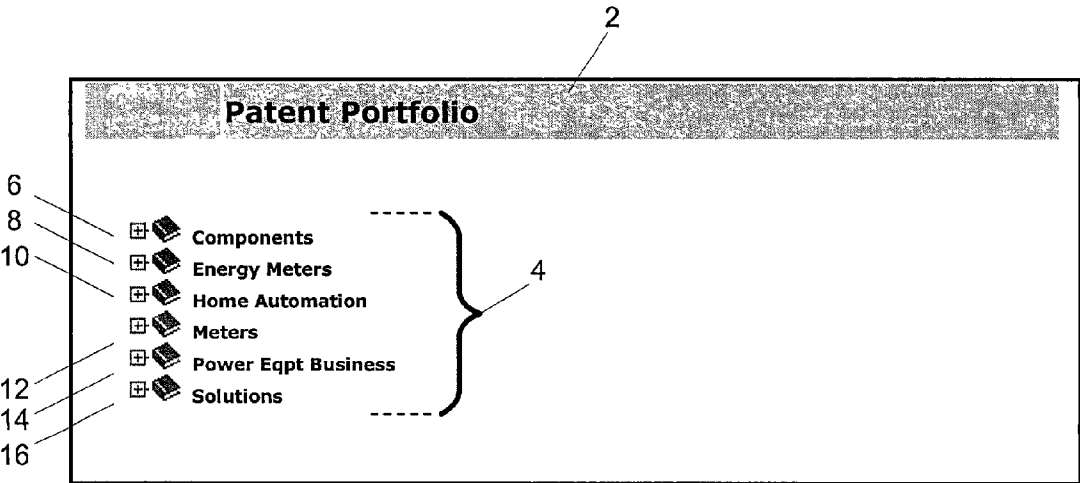 2
Patent Portfolio
6
8
10
Components
Energy Meters
Home Automation
4
Meters
Power Eqpt Business
Solutions
12
14
16